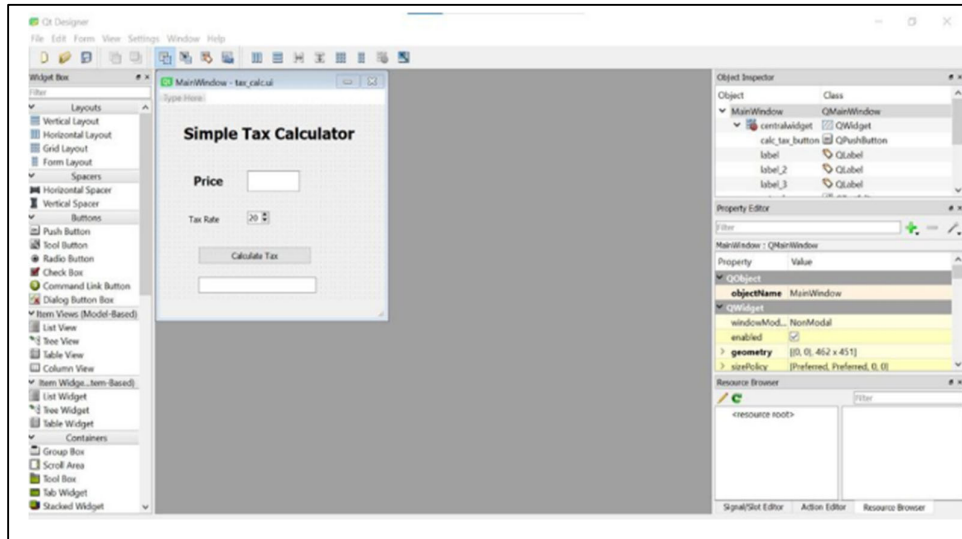 Qt Designer
File Edit Form View Settings Window Help
Widget Box
Filter
Layouts
Vertical Layout
Horizontal Layout
Grid Layout
Form Layout
Spacers
Horizontal Spacer
Vertical Spacer
Buttons
Push Button
Tool Button
Radio Button
Check Box
Command Link Button
Dialog Button Box
Item Views (Model-Based)
List View
Tree View
Table View
Column View
Item Widge...tem-Based)
List Widget
Tree Widget
Table Widget
Containers
Group Box
Scroll Area
Tool Box
Tab Widget
Stacked Widget
MainWindow - tax_calc.ui
Type Here
Simple Tax Calculator
Price
Tax Rate 20
Calculate Tax
Object Inspector
Object Class
MainWindow QMainWindow
centralwidget QWidget
calc_tax_button QPushButton
label QLabel
label_2 QLabel
label_3 QLabel
Property Editor
Filter
MainWindow : QMainWindow
Property Value
QObject
objectName MainWindow
QWidget
windowMod... NonModal
enabled
geometry [(0, 0), 462 x 451]
sizePolicy [Preferred, Preferred, 0, 0]
Resource Browser
Filter
<resource root>
Signal/Slot Editor Action Editor Resource Browser